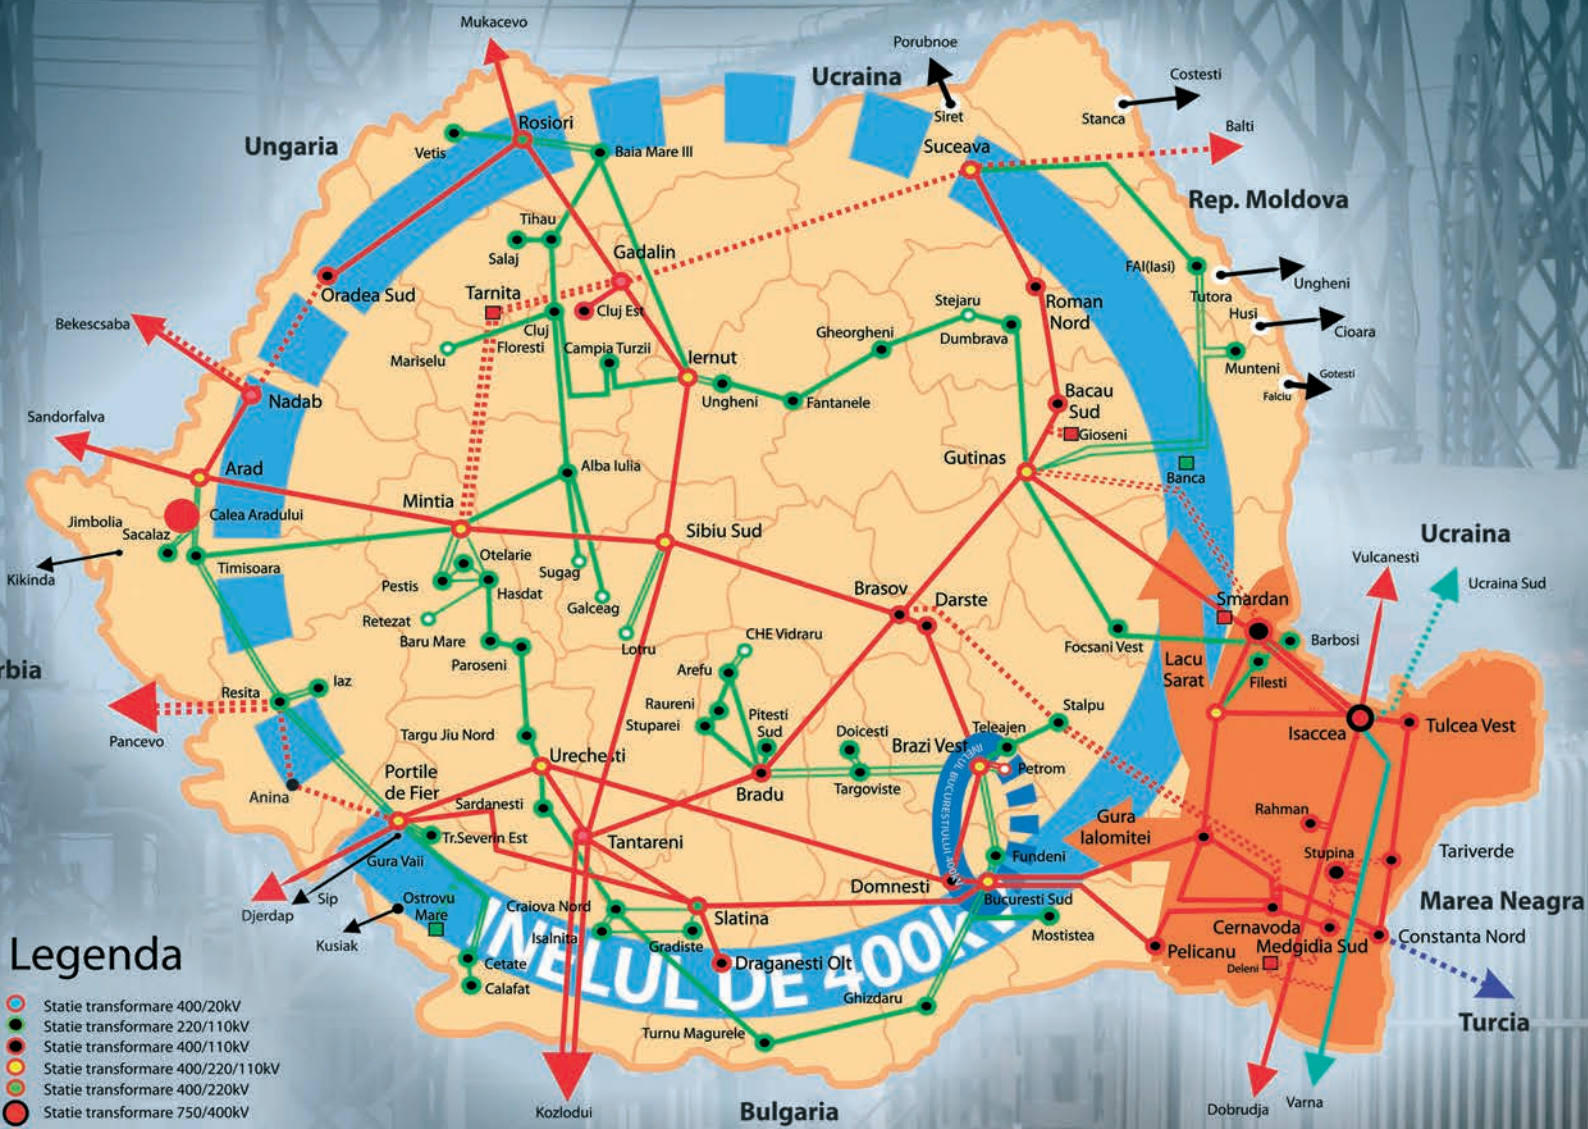 Mukacevo
Porubnoe
Ucraina
Costesti
Siret
Stanca
Balti
Rosiori
Ungaria
Vetis
Baia Mare III
Suceava
Rep. Moldova
Tihau
Salaj
Gadalin
FAI(Iasi)
Ungheni
Tutora
Oradea Sud
Tarnita
Cluj Est
Stejaru
Roman
Nord
Husi
Cioara
Bekescsaba
Cluj
Floresti
Campia Turzii
Gheorgheni
Dumbrava
Mariselu
Iernut
Munteni
Gotesti
Falciu
Nadab
Ungheni
Fantanele
Bacau
Sud
Gioseni
Sandorfalva
Arad
Alba Iulia
Gutinas
Banca
Mintia
Calea Aradului
Jimbolia
Sacalaz
Sibiu Sud
Ucraina
Vulcanesti
Kikinda
Timisoara
Otelarie
Pestis
Hasdat
Sugag
Galceag
Brasov
Darste
Smardan
Ucraina Sud
Retezat
Baru Mare
Paroseni
Lotru
CHE Vidraru
Focsani Vest
Barbosi
Lacu
Sarat
Filesti
rbia
Resita
Iaz
Arefu
Raureni
Stuparei
Pitesti
Sud
Stalpu
Pancevo
Targu Jiu Nord
Doicesti
Brazi Vest
Teleajen
Isaccea
Tulcea Vest
Urechesti
Petrom
Anina
Portile
de Fier
Sardanesti
Bradu
Targoviste
INELUL BUCURESTIULUI 400kV
Gura
Ialomitei
Rahman
Tr.Severin Est
Tantareni
Fundeni
Stupina
Tariverde
Gura Vaii
Domnesti
Bucuresti Sud
Djerdap
Sip
Ostrovu
Mare
Craiova Nord
Slatina
Marea Neagra
Kusiak
Isalnita
Gradiste
Mostistea
Cernavoda
Medgidia Sud
Constanta Nord
Pelicanu
Deleni
Cetate
Calafat
Draganesti Olt
INELUL DE 400kV
Ghizdaru
Turnu Magurele
Turcia
Kozlodui
Bulgaria
Dobrudja
Varna
Legenda
Statie transformare 400/20kV
Statie transformare 220/110kV
Statie transformare 400/110kV
Statie transformare 400/220/110kV
Statie transformare 400/220kV
Statie transformare 750/400kV